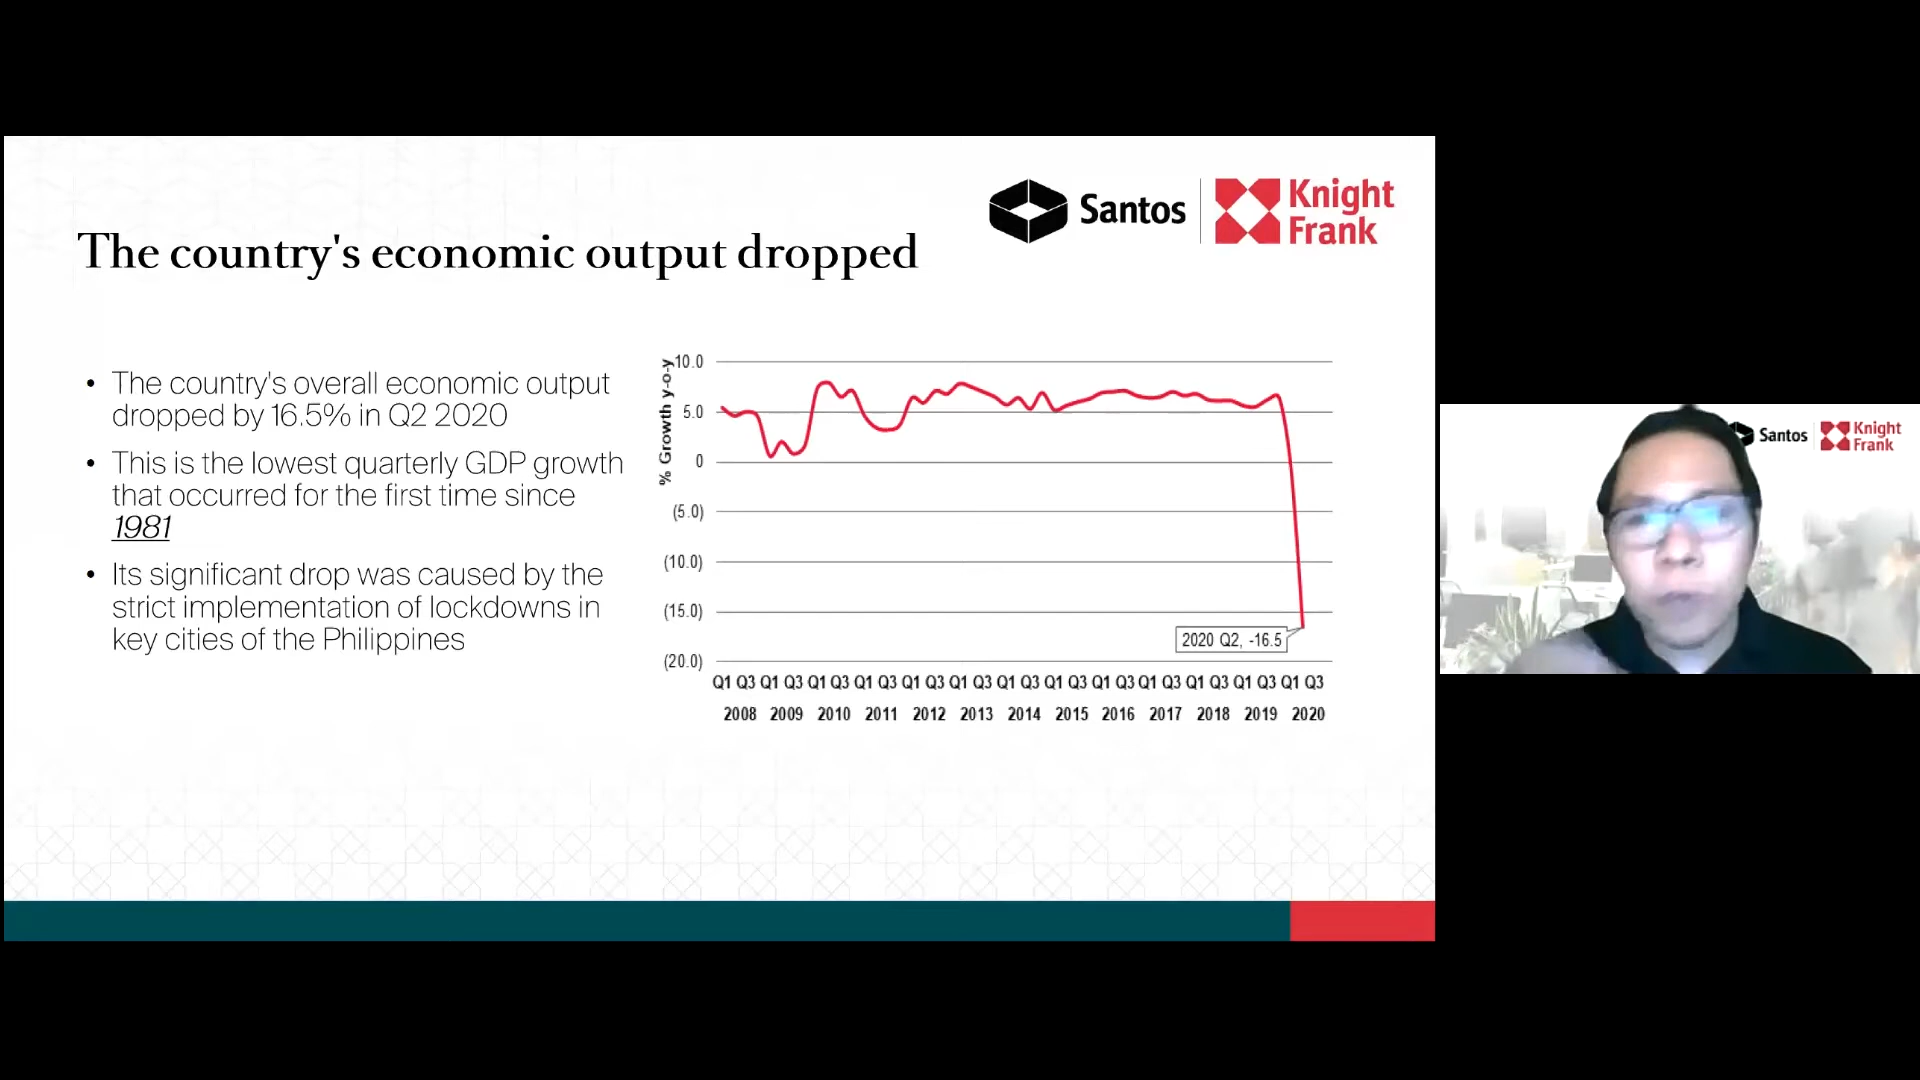 Santos
Knight
Frank
The country's economic output dropped
• The country's overall economic output
dropped by 16.5% in Q2 2020
• This is the lowest quarterly GDP growth
that occurred for the first time since
1981
• Its significant drop was caused by the
strict implementation of lockdowns in
key cities of the Philippines
% Growth y-o-y
10.0
5.0
0
(5.0)
(10.0)
(15.0)
(20.0)
2020 Q2, -16.5
Q1 Q3 Q1 Q3 Q1 Q3 Q1 Q3 Q1 Q3 Q1 Q3 Q1 Q3 Q1 Q3 Q1 Q3 Q1 Q3 Q1 Q3 Q1 Q3 Q1 Q3
2008 2009 2010 2011 2012 2013 2014 2015 2016 2017 2018 2019 2020
Santos
Knight
Frank